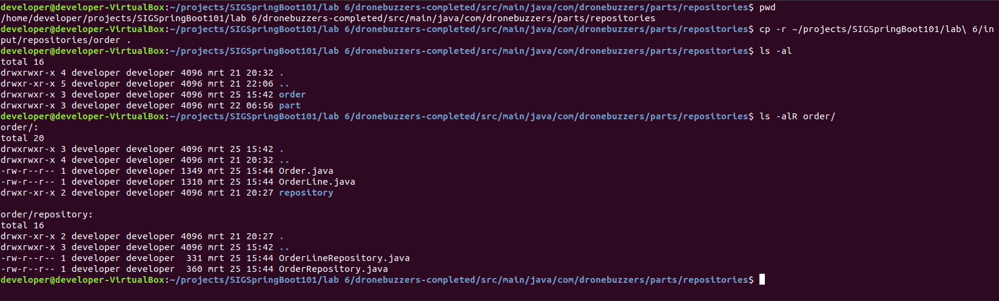 developer@developer-VirtualBox:~/projects/SIGSpringBoot101/lab 6/dronebuzzers-completed/src/main/java/com/dronebuzzers/parts/repositories$ pwd
/home/developer/projects/SIGSpringBoot101/lab 6/dronebuzzers-completed/src/main/java/com/dronebuzzers/parts/repositories
developer@developer-VirtualBox:~/projects/SIGSpringBoot101/lab 6/dronebuzzers-completed/src/main/java/com/dronebuzzers/parts/repositories$ cp -r ~/projects/SIGSpringBoot101/lab\ 6/in
put/repositories/order .
developer@developer-VirtualBox:~/projects/SIGSpringBoot101/lab 6/dronebuzzers-completed/src/main/java/com/dronebuzzers/parts/repositories$ ls -al
total 16
drwxrwxr-x 4 developer developer 4096 mrt 21 20:32 .
drwxr-xr-x 5 developer developer 4096 mrt 21 22:06 ..
drwxrwxr-x 3 developer developer 4096 mrt 25 15:42 order
drwxrwxr-x 3 developer developer 4096 mrt 22 06:56 part
developer@developer-VirtualBox:~/projects/SIGSpringBoot101/lab 6/dronebuzzers-completed/src/main/java/com/dronebuzzers/parts/repositories$ ls -alR order/
order/:
total 20
drwxrwxr-x 3 developer developer 4096 mrt 25 15:42 .
drwxrwxr-x 4 developer developer 4096 mrt 21 20:32 ..
-rw-r--r-- 1 developer developer 1349 mrt 25 15:44 Order.java
-rw-r--r-- 1 developer developer 1310 mrt 25 15:44 OrderLine.java
drwxr-xr-x 2 developer developer 4096 mrt 21 20:27 repository
order/repository:
total 16
drwxr-xr-x 2 developer developer 4096 mrt 21 20:27 .
drwxrwxr-x 3 developer developer 4096 mrt 25 15:42 ..
-rw-r--r-- 1 developer developer  331 mrt 25 15:44 OrderLineRepository.java
-rw-r--r-- 1 developer developer  360 mrt 25 15:44 OrderRepository.java
developer@developer-VirtualBox:~/projects/SIGSpringBoot101/lab 6/dronebuzzers-completed/src/main/java/com/dronebuzzers/parts/repositories$